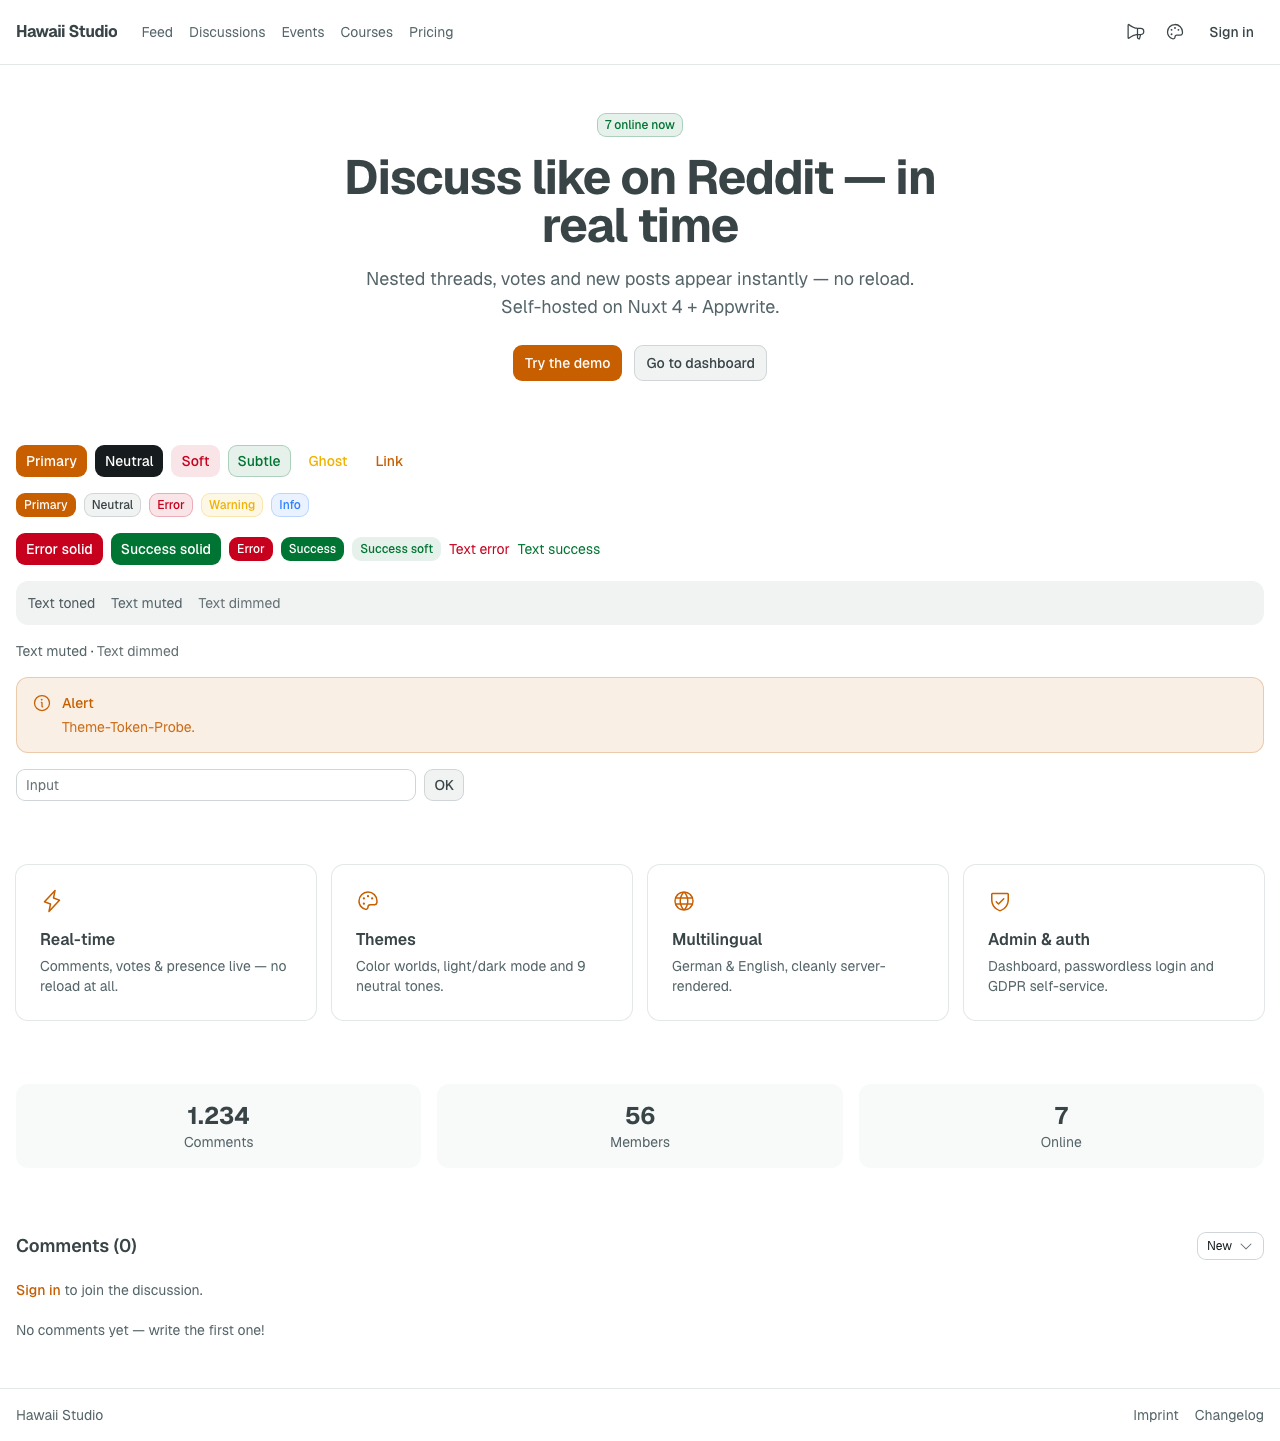 Hawaii Studio Feed Discussions Events Courses Pricing Sign in
7 online now
Discuss like on Reddit — in
real time
Nested threads, votes and new posts appear instantly — no reload.
Self-hosted on Nuxt 4 + Appwrite.
Try the demo Go to dashboard
Primary Neutral Soft Subtle Ghost Link
Primary Neutral Error Warning Info
Error solid Success solid Error Success Success soft Text error Text success
Text toned Text muted Text dimmed
Text muted · Text dimmed
Alert
Theme-Token-Probe.
Input OK
Real-time
Comments, votes & presence live — no
reload at all.
Themes
Color worlds, light/dark mode and 9
neutral tones.
Multilingual
German & English, cleanly server-
rendered.
Admin & auth
Dashboard, passwordless login and
GDPR self-service.
1.234
Comments
56
Members
7
Online
Comments (0) New
Sign in to join the discussion.
No comments yet — write the first one!
Hawaii Studio Imprint Changelog